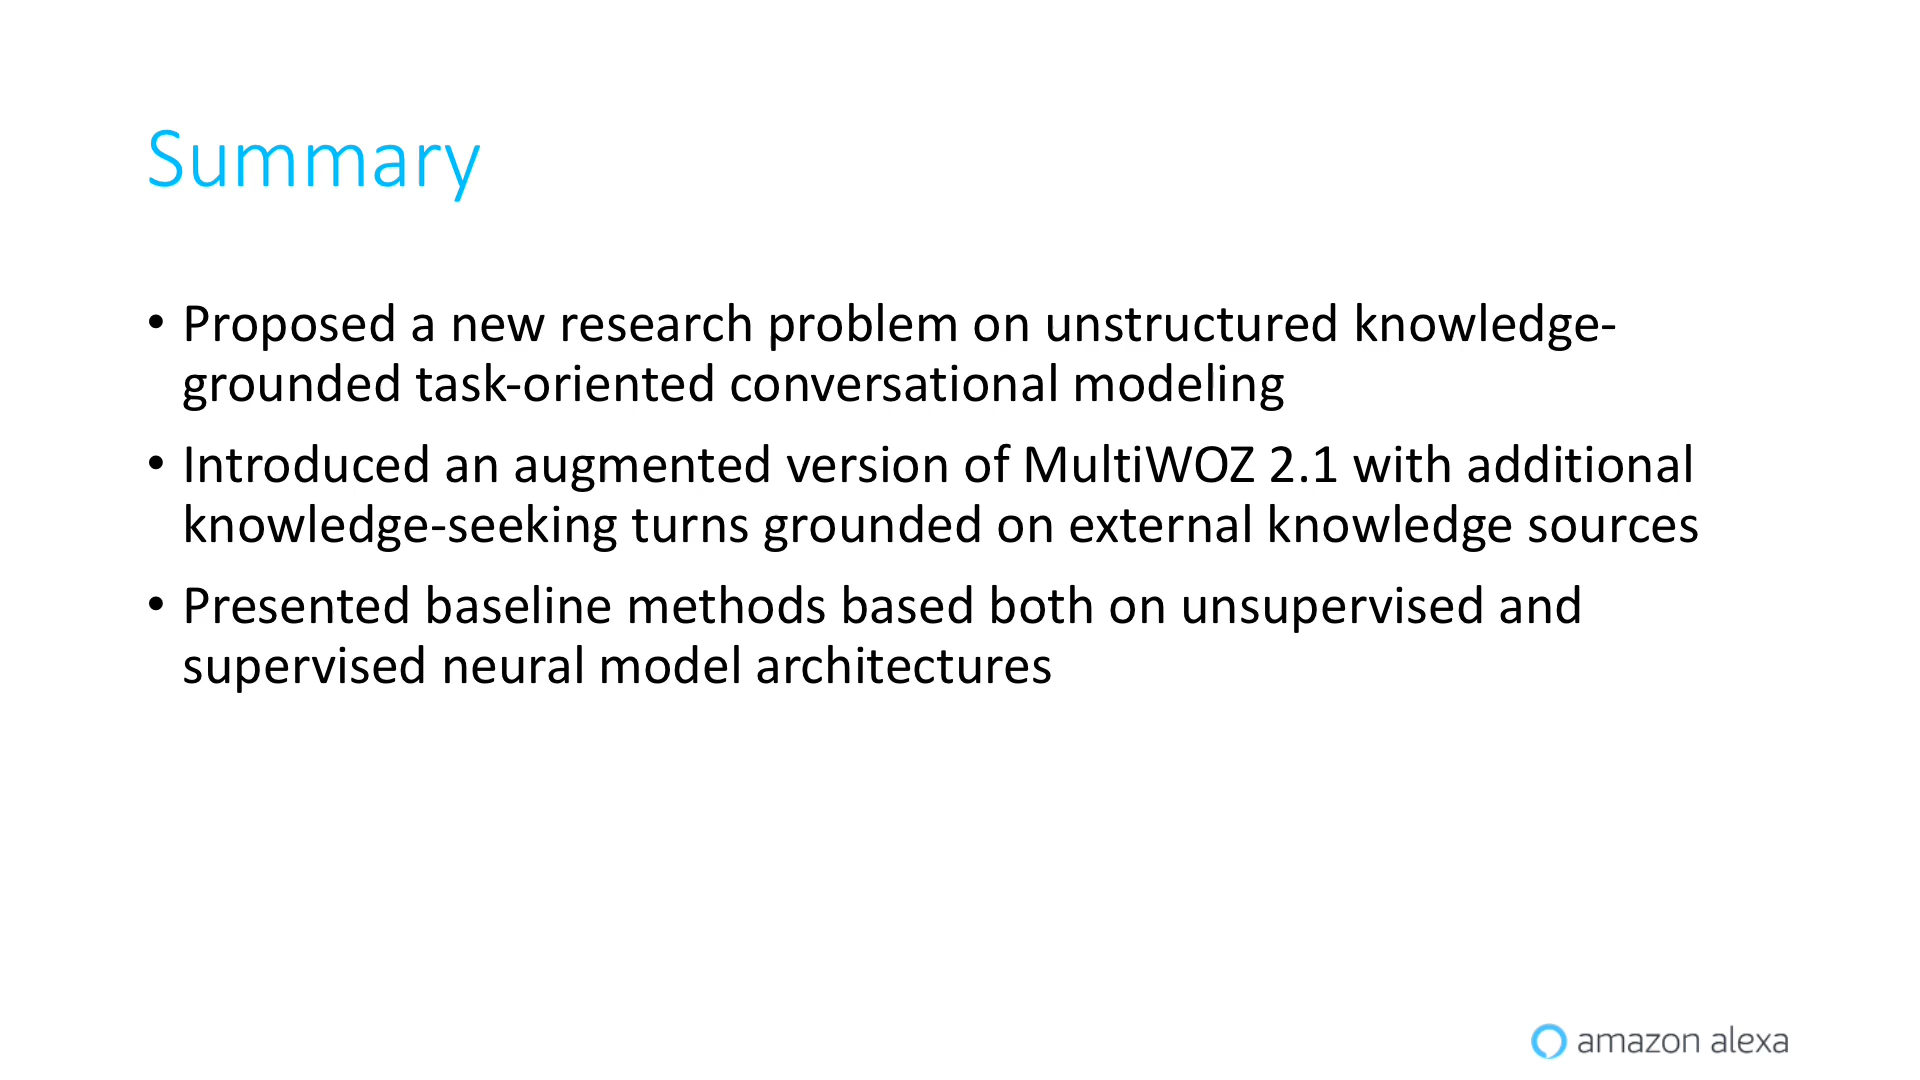 Summary
• Proposed a new research problem on unstructured knowledge-
grounded task-oriented conversational modeling
• Introduced an augmented version of MultiWOZ 2.1 with additional
knowledge-seeking turns grounded on external knowledge sources
• Presented baseline methods based both on unsupervised and
supervised neural model architectures
amazon alexa